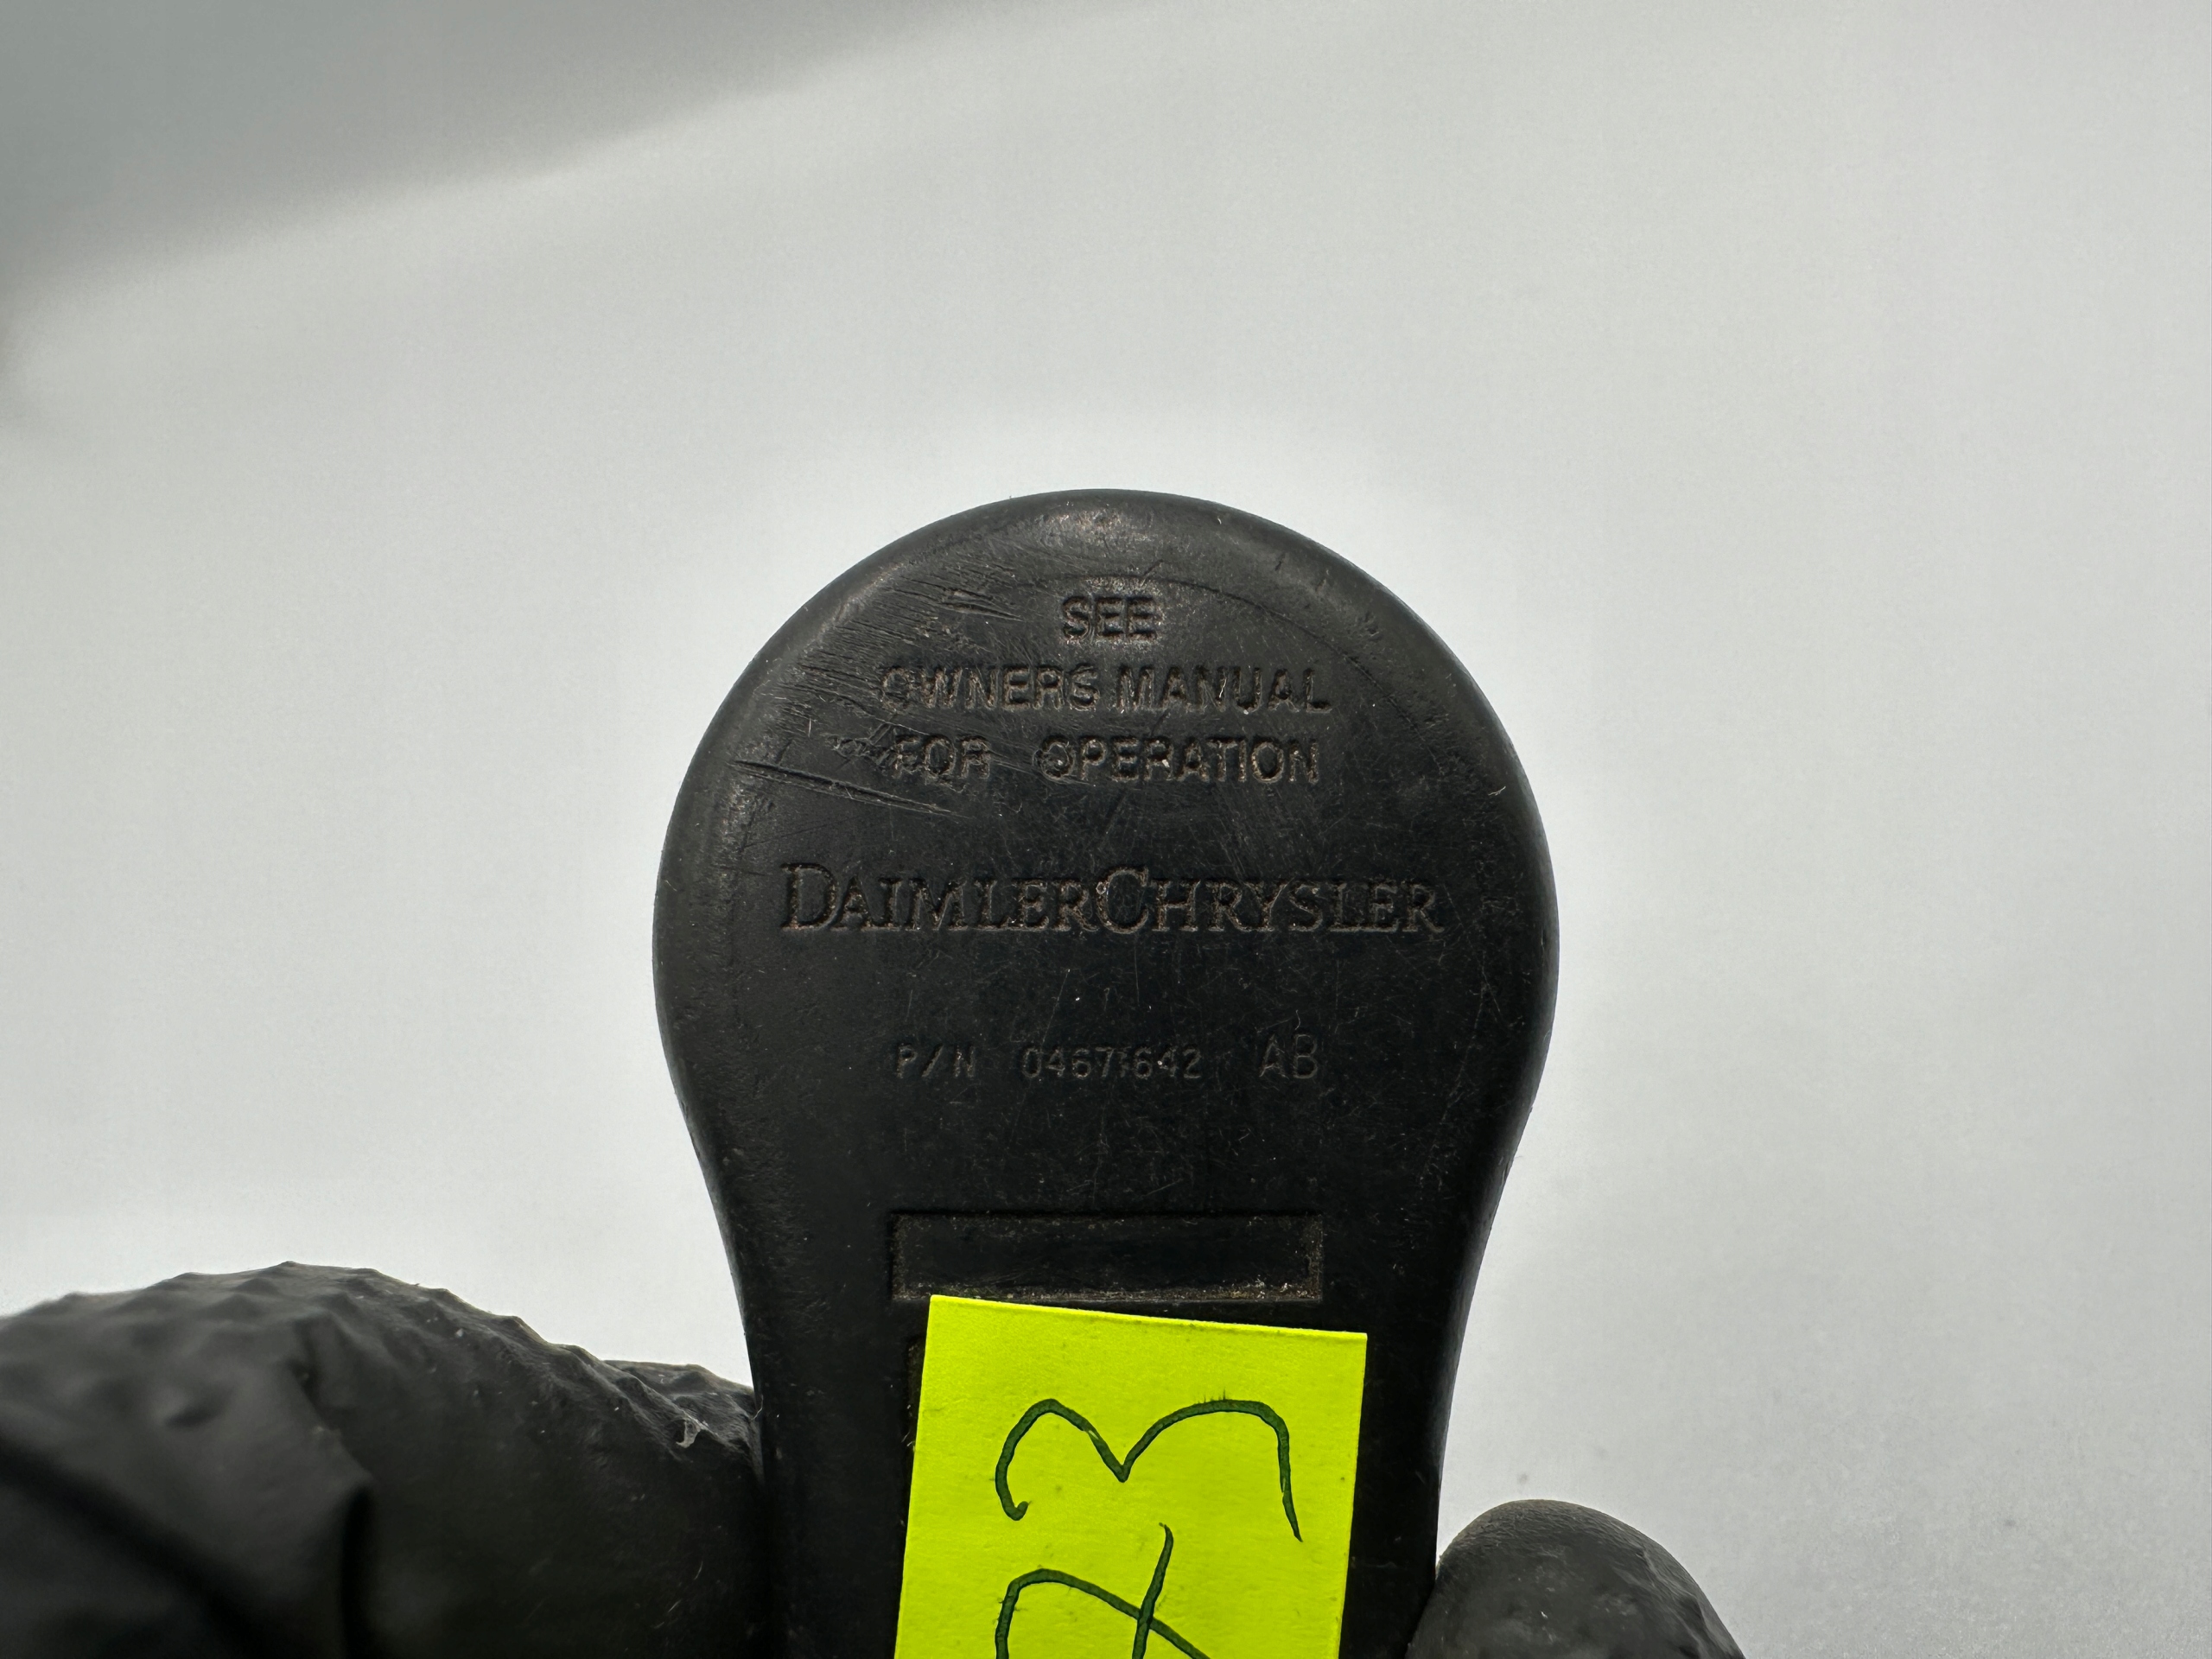 SEE
OWNERS MANUAL
FOR OPERATION
DAIMLERCHRYSLER
P/N 04671642 AB